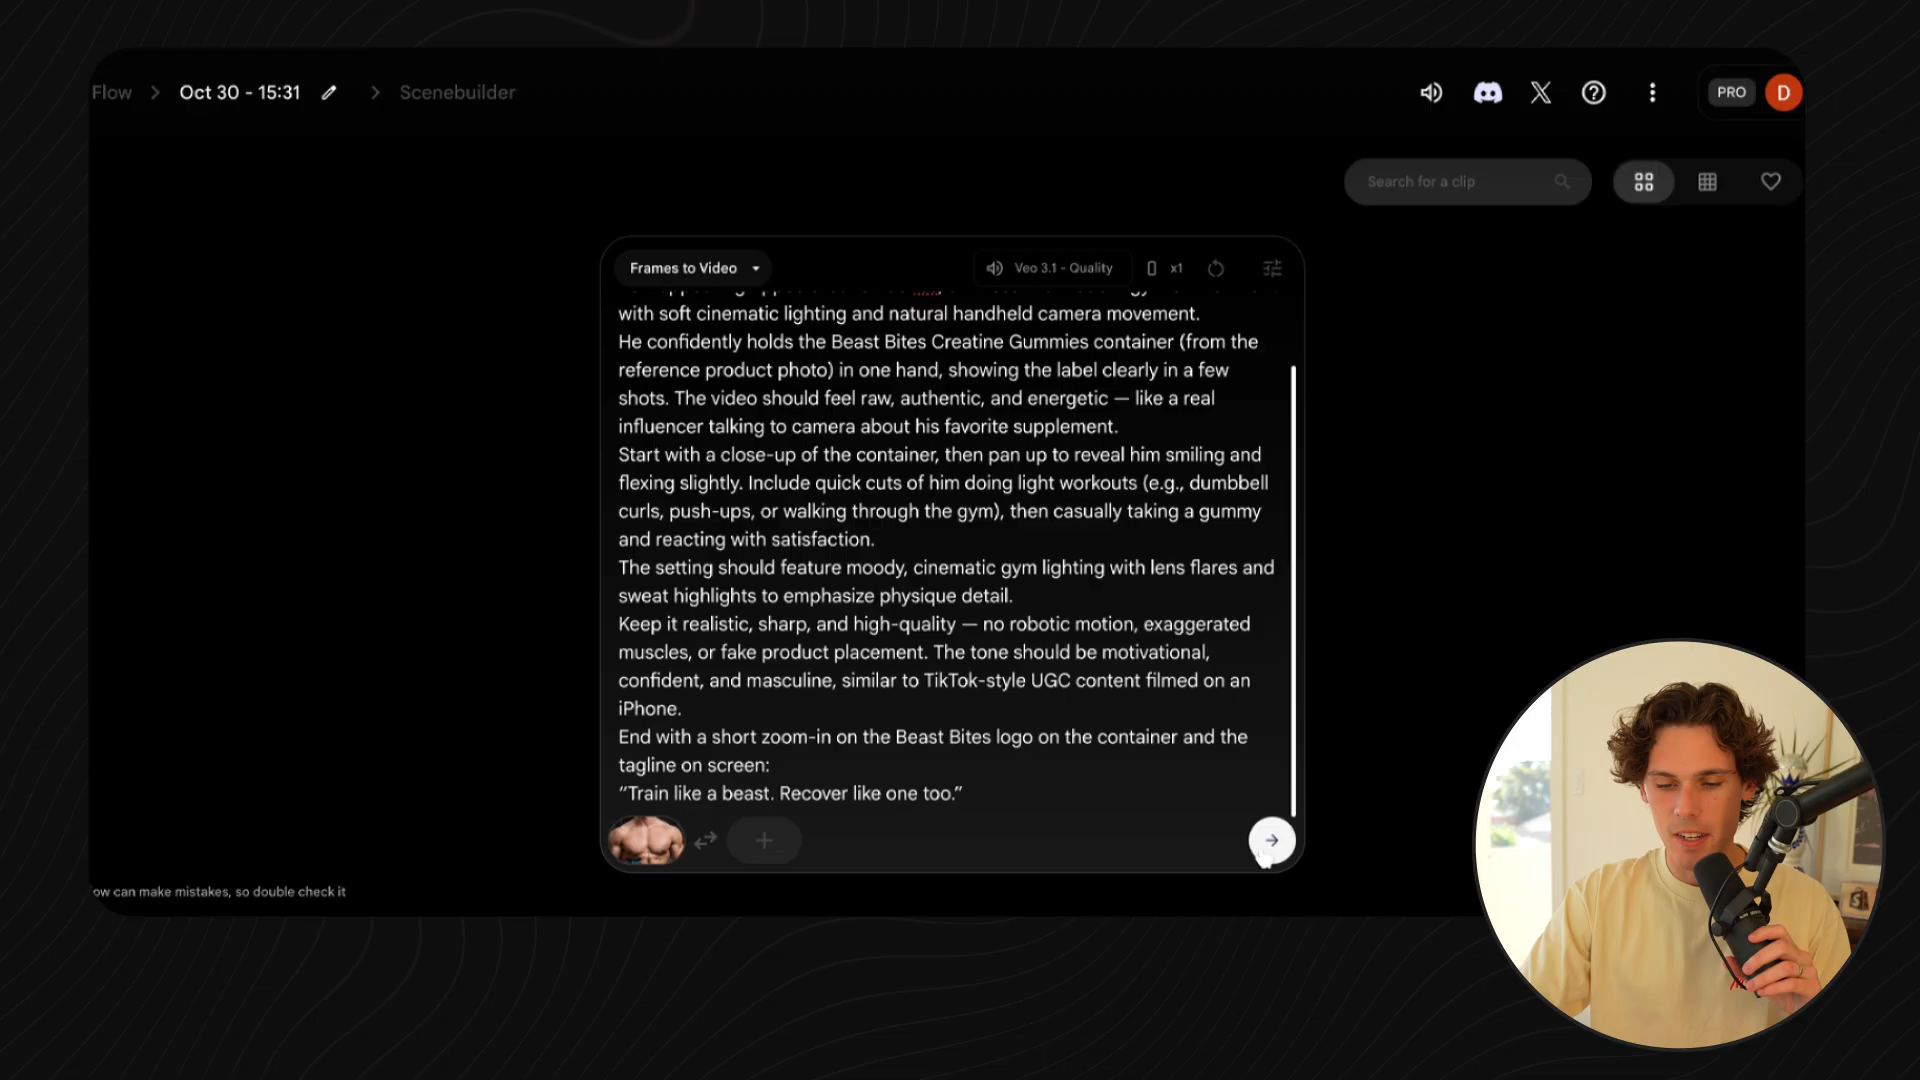 Flow
Oct 30 - 15:31
Scenebuilder
PRO
D
Search for a clip
Frames to Video
Veo 3.1 - Quality
x1
with soft cinematic lighting and natural handheld camera movement.
He confidently holds the Beast Bites Creatine Gummies container (from the
reference product photo) in one hand, showing the label clearly in a few
shots. The video should feel raw, authentic, and energetic — like a real
influencer talking to camera about his favorite supplement.
Start with a close-up of the container, then pan up to reveal him smiling and
flexing slightly. Include quick cuts of him doing light workouts (e.g., dumbbell
curls, push-ups, or walking through the gym), then casually taking a gummy
and reacting with satisfaction.
The setting should feature moody, cinematic gym lighting with lens flares and
sweat highlights to emphasize physique detail.
Keep it realistic, sharp, and high-quality — no robotic motion, exaggerated
muscles, or fake product placement. The tone should be motivational,
confident, and masculine, similar to TikTok-style UGC content filmed on an
iPhone.
End with a short zoom-in on the Beast Bites logo on the container and the
tagline on screen:
“Train like a beast. Recover like one too.”
ow can make mistakes, so double check it